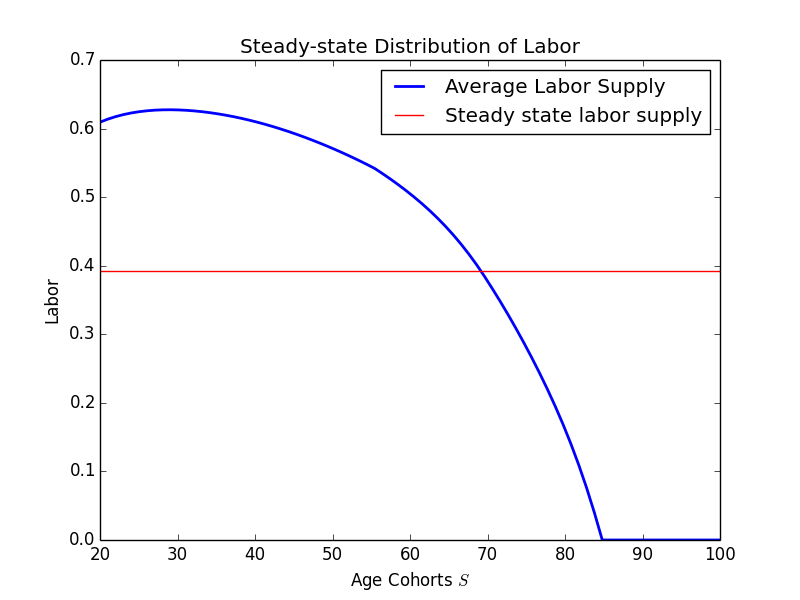 Steady-state Distribution of Labor
0.7
0.6
0.5
0.4
0.3
0.2
0.1
0.0
Labor
Average Labor Supply
Steady state labor supply
20 30 40 50 60 70 80 90 100
Age Cohorts S